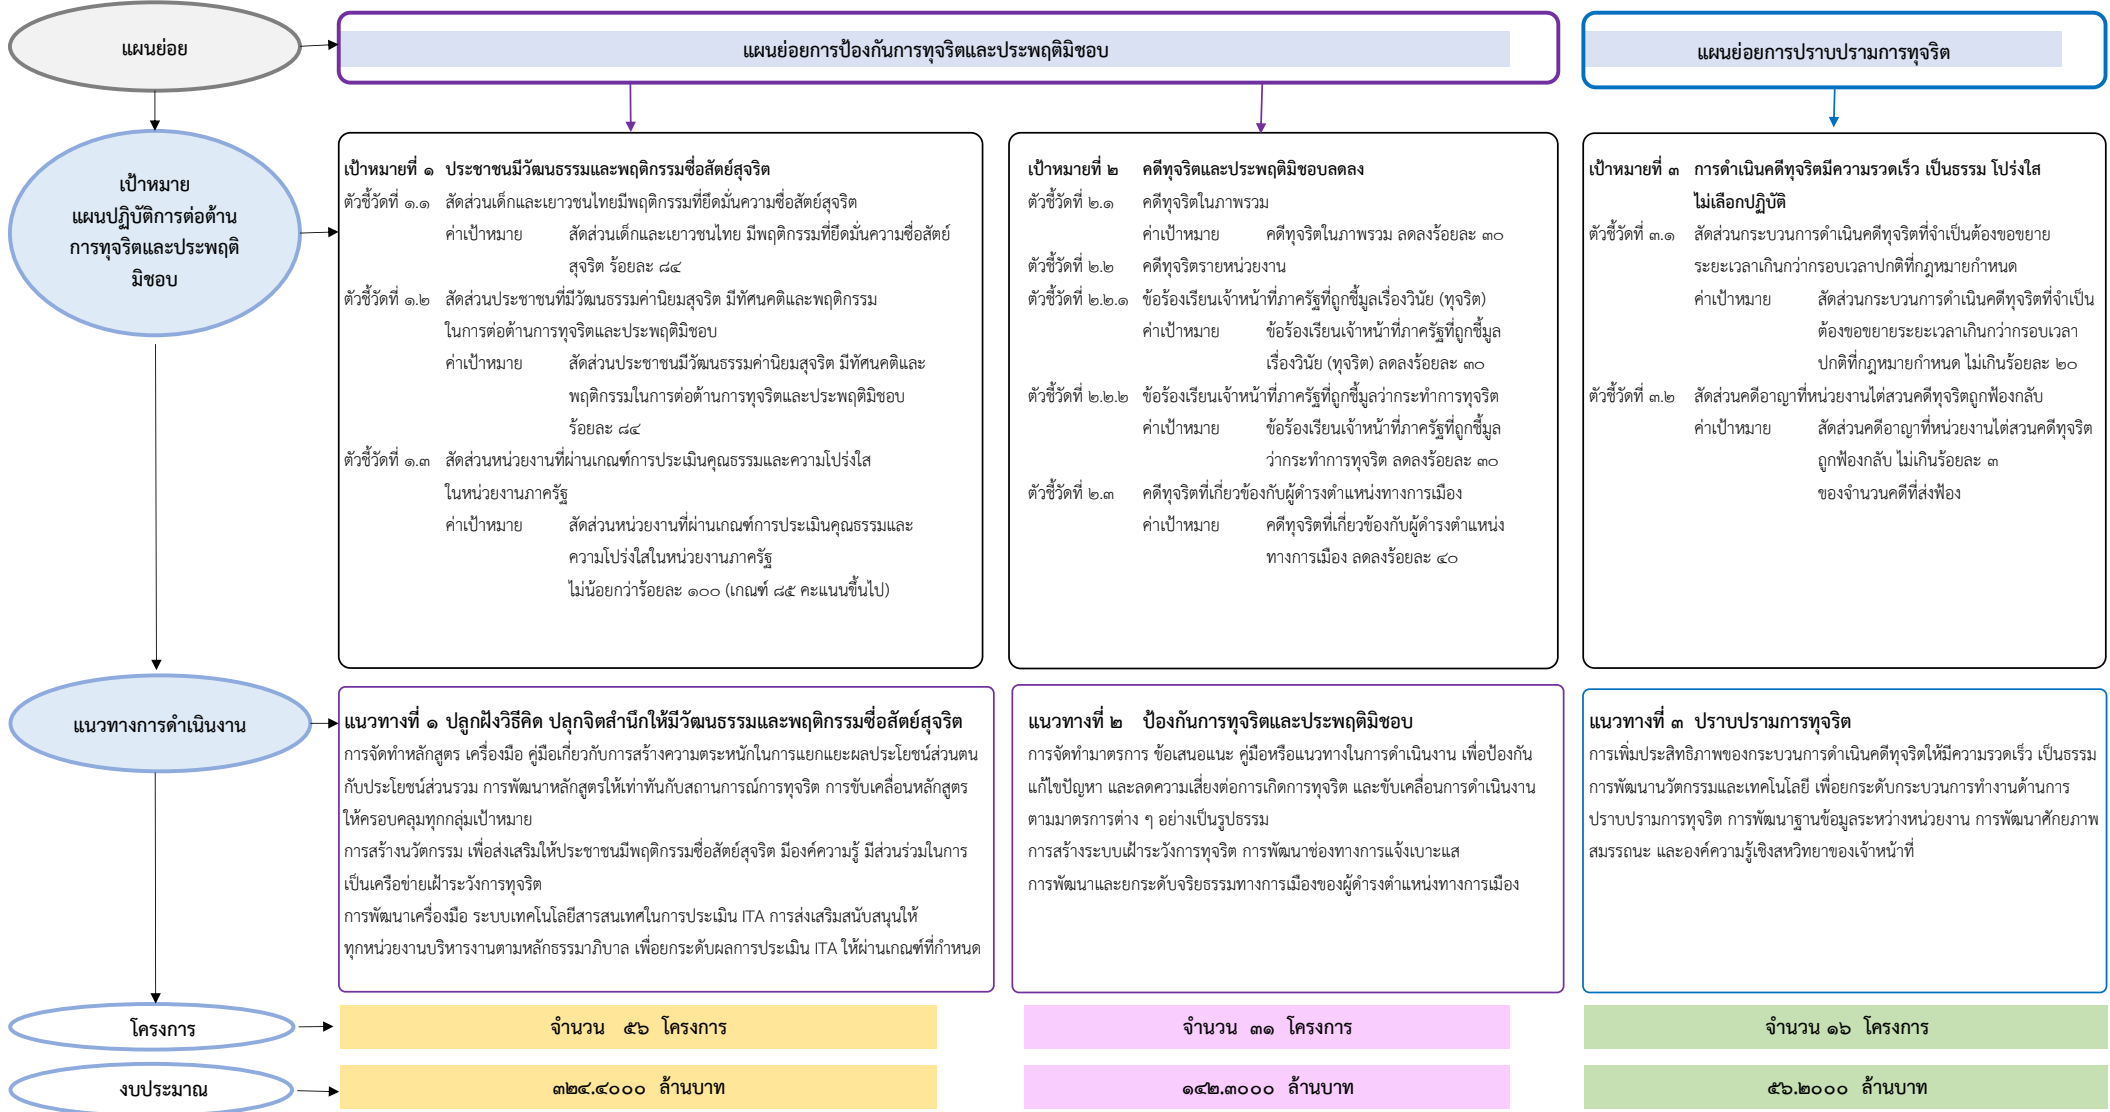 แผนย่อย
แผนย่อยการป้องกันการทุจริตและประพฤติมิชอบ
แผนย่อยการปราบปรามการทุจริต
เป้าหมาย
แผนปฏิบัติการต่อต้าน
การทุจริตและประพฤติ
มิชอบ
เป้าหมายที่ ๑ ประชาชนมีวัฒนธรรมและพฤติกรรมซื่อสัตย์สุจริต
ตัวชี้วัดที่ ๑.๑ สัดส่วนเด็กและเยาวชนไทยมีพฤติกรรมที่ยึดมั่นความซื่อสัตย์สุจริต
ค่าเป้าหมาย สัดส่วนเด็กและเยาวชนไทย มีพฤติกรรมที่ยึดมั่นความซื่อสัตย์
สุจริต ร้อยละ ๘๔
ตัวชี้วัดที่ ๑.๒ สัดส่วนประชาชนที่มีวัฒนธรรมค่านิยมสุจริต มีทัศนคติและพฤติกรรม
ในการต่อต้านการทุจริตและประพฤติมิชอบ
ค่าเป้าหมาย สัดส่วนประชาชนมีวัฒนธรรมค่านิยมสุจริต มีทัศนคติและ
พฤติกรรมในการต่อต้านการทุจริตและประพฤติมิชอบ
ร้อยละ ๘๔
ตัวชี้วัดที่ ๑.๓ สัดส่วนหน่วยงานที่ผ่านเกณฑ์การประเมินคุณธรรมและความโปร่งใส
ในหน่วยงานภาครัฐ
ค่าเป้าหมาย สัดส่วนหน่วยงานที่ผ่านเกณฑ์การประเมินคุณธรรมและ
ความโปร่งใสในหน่วยงานภาครัฐ
ไม่น้อยกว่าร้อยละ ๑๐๐ (เกณฑ์ ๘๕ คะแนนขึ้นไป)
เป้าหมายที่ ๒ คดีทุจริตและประพฤติมิชอบลดลง
ตัวชี้วัดที่ ๒.๑ คดีทุจริตในภาพรวม
ค่าเป้าหมาย คดีทุจริตในภาพรวม ลดลงร้อยละ ๓๐
ตัวชี้วัดที่ ๒.๒ คดีทุจริตรายหน่วยงาน
ตัวชี้วัดที่ ๒.๒.๑ ข้อร้องเรียนเจ้าหน้าที่ภาครัฐที่ถูกชี้มูลเรื่องวินัย (ทุจริต)
ค่าเป้าหมาย ข้อร้องเรียนเจ้าหน้าที่ภาครัฐที่ถูกชี้มูล
เรื่องวินัย (ทุจริต) ลดลงร้อยละ ๓๐
ตัวชี้วัดที่ ๒.๒.๒ ข้อร้องเรียนเจ้าหน้าที่ภาครัฐที่ถูกชี้มูลว่ากระทำการทุจริต
ค่าเป้าหมาย ข้อร้องเรียนเจ้าหน้าที่ภาครัฐที่ถูกชี้มูล
ว่ากระทำการทุจริต ลดลงร้อยละ ๓๐
ตัวชี้วัดที่ ๒.๓ คดีทุจริตที่เกี่ยวข้องกับผู้ดำรงตำแหน่งทางการเมือง
ค่าเป้าหมาย คดีทุจริตที่เกี่ยวข้องกับผู้ดำรงตำแหน่ง
ทางการเมือง ลดลงร้อยละ ๔๐
เป้าหมายที่ ๓ การดำเนินคดีทุจริตมีความรวดเร็ว เป็นธรรม โปร่งใส
ไม่เลือกปฏิบัติ
ตัวชี้วัดที่ ๓.๑ สัดส่วนกระบวนการดำเนินคดีทุจริตที่จำเป็นต้องขอขยาย
ระยะเวลาเกินกว่ากรอบเวลาปกติที่กฎหมายกำหนด
ค่าเป้าหมาย สัดส่วนกระบวนการดำเนินคดีทุจริตที่จำเป็น
ต้องขอขยายระยะเวลาเกินกว่ากรอบเวลา
ปกติที่กฎหมายกำหนด ไม่เกินร้อยละ ๒๐
ตัวชี้วัดที่ ๓.๒ สัดส่วนคดีอาญาที่หน่วยงานไต่สวนคดีทุจริตถูกฟ้องกลับ
ค่าเป้าหมาย สัดส่วนคดีอาญาที่หน่วยงานไต่สวนคดีทุจริต
ถูกฟ้องกลับ ไม่เกินร้อยละ ๓
ของจำนวนคดีที่ส่งฟ้อง
แนวทางการดำเนินงาน
แนวทางที่ ๑ ปลูกฝังวิธีคิด ปลุกจิตสำนึกให้มีวัฒนธรรมและพฤติกรรมซื่อสัตย์สุจริต
การจัดทำหลักสูตร เครื่องมือ คู่มือเกี่ยวกับการสร้างความตระหนักในการแยกแยะผลประโยชน์ส่วนตน
กับประโยชน์ส่วนรวม การพัฒนาหลักสูตรให้เท่าทันกับสถานการณ์การทุจริต การขับเคลื่อนหลักสูตร
ให้ครอบคลุมทุกกลุ่มเป้าหมาย
การสร้างนวัตกรรม เพื่อส่งเสริมให้ประชาชนมีพฤติกรรมซื่อสัตย์สุจริต มีองค์ความรู้ มีส่วนร่วมในการ
เป็นเครือข่ายเฝ้าระวังการทุจริต
การพัฒนาเครื่องมือ ระบบเทคโนโลยีสารสนเทศในการประเมิน ITA การส่งเสริมสนับสนุนให้
ทุกหน่วยงานบริหารงานตามหลักธรรมาภิบาล เพื่อยกระดับผลการประเมิน ITA ให้ผ่านเกณฑ์ที่กำหนด
แนวทางที่ ๒ ป้องกันการทุจริตและประพฤติมิชอบ
การจัดทำมาตรการ ข้อเสนอแนะ คู่มือหรือแนวทางในการดำเนินงาน เพื่อป้องกัน
แก้ไขปัญหา และลดความเสี่ยงต่อการเกิดการทุจริต และขับเคลื่อนการดำเนินงาน
ตามมาตรการต่าง ๆ อย่างเป็นรูปธรรม
การสร้างระบบเฝ้าระวังการทุจริต การพัฒนาช่องทางการแจ้งเบาะแส
การพัฒนาและยกระดับจริยธรรมทางการเมืองของผู้ดำรงตำแหน่งทางการเมือง
แนวทางที่ ๓ ปราบปรามการทุจริต
การเพิ่มประสิทธิภาพของกระบวนการดำเนินคดีทุจริตให้มีความรวดเร็ว เป็นธรรม
การพัฒนานวัตกรรมและเทคโนโลยี เพื่อยกระดับกระบวนการทำงานด้านการ
ปราบปรามการทุจริต การพัฒนาฐานข้อมูลระหว่างหน่วยงาน การพัฒนาศักยภาพ
สมรรถนะ และองค์ความรู้เชิงสหวิทยาของเจ้าหน้าที่
โครงการ
จำนวน ๕๖ โครงการ
จำนวน ๓๑ โครงการ
จำนวน ๑๖ โครงการ
งบประมาณ
๓๒๔.๔๐๐๐ ล้านบาท
๑๔๒.๓๐๐๐ ล้านบาท
๕๖.๒๐๐๐ ล้านบาท